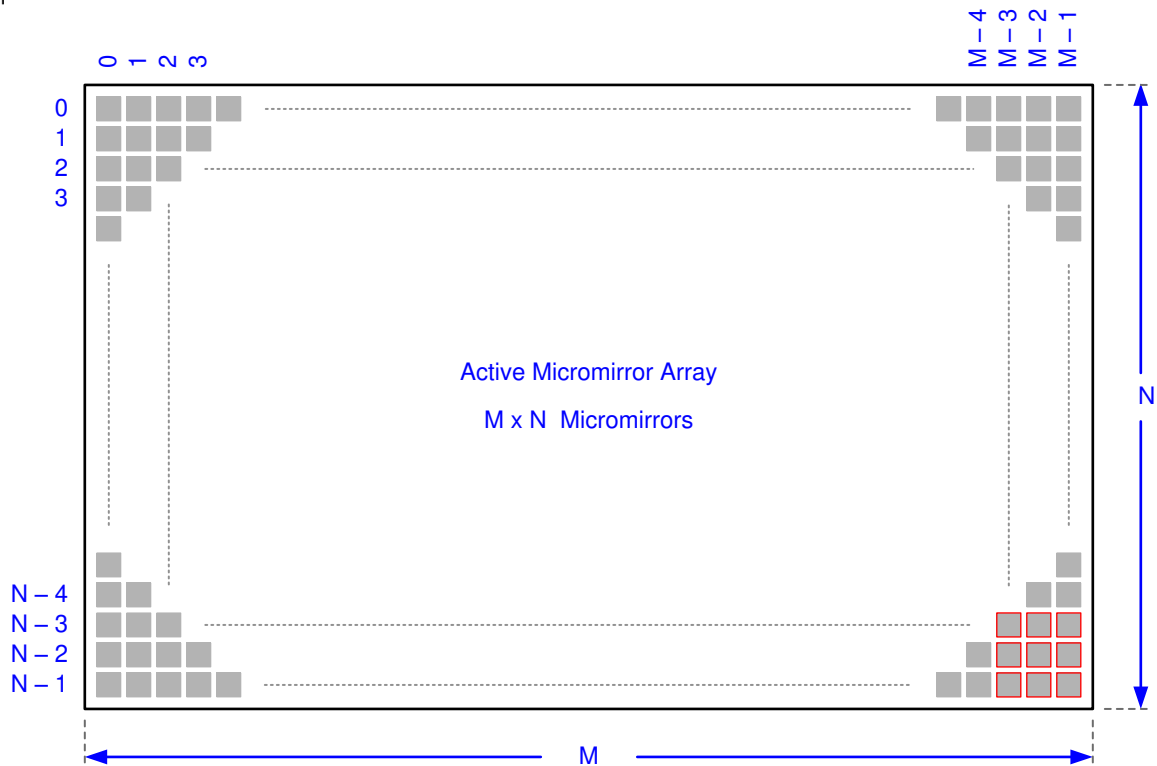 0 1 2 3
M – 4 M – 3 M – 2 M – 1
0
1
2
3
Active Micromirror Array
M x N Micromirrors
N
N – 4
N – 3
N – 2
N – 1
M